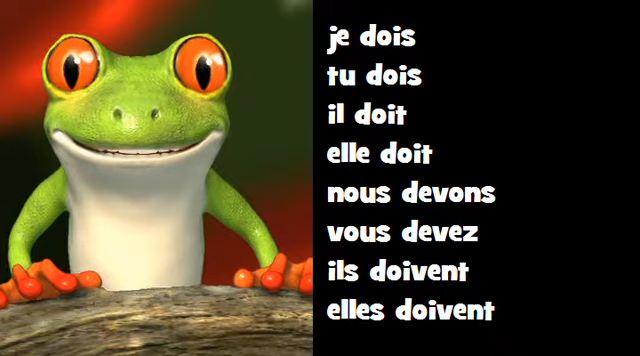 je dois
tu dois
il doit
elle doit
nous devons
vous devez
ils doivent
elles doivent